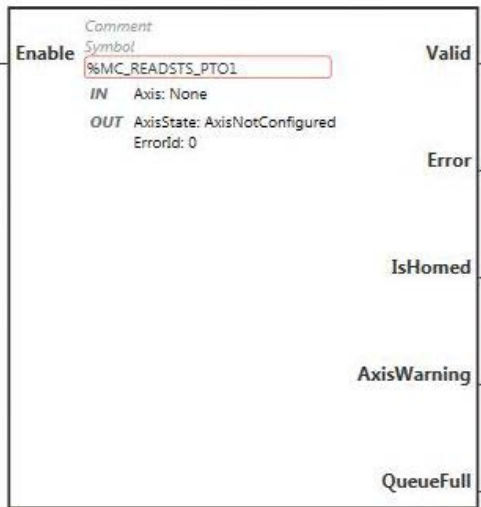 Comment
Enable Symbol Valid
%MC_READSTS_PTO1
IN Axis: None
OUT AxisState: AxisNotConfigured
ErrorId: 0
Error
IsHomed
AxisWarning
QueueFull